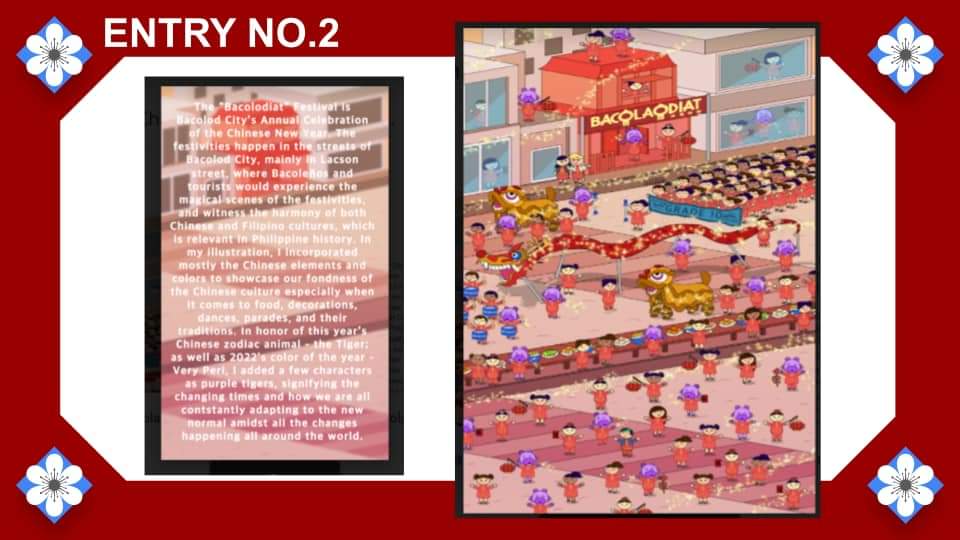 ENTRY NO.2
The "Bacolodiat" Festival is
Bacolod City's Annual Celebration
of the Chinese New Year. The
festivities happen in the streets of
Bacolod City, mainly in Lacson
street, where Bacoleños and
tourists would experience the
magical scenes of the festivities,
and witness the harmony of both
Chinese and Filipino cultures, which
is relevant in Philippine history. In
my illustration, I incorporated
mostly the Chinese elements and
colors to showcase our fondness of
the Chinese culture especially when
it comes to food, decorations,
dances, parades, and their
traditions. In honor of this year's
Chinese zodiac animal - the Tiger;
as well as 2022's color of the year -
Very Peri, I added a few characters
as purple tigers, signifying the
changing times and how we are all
contstantly adapting to the new
normal amidst all the changes
happening all around the world.
BACOLAODIAT
GRADE 10